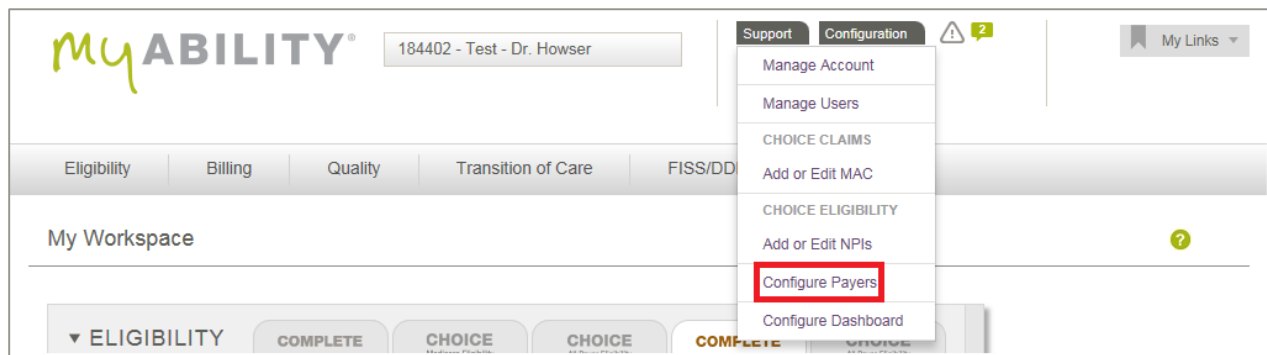 myABILITY®
184402 - Test - Dr. Howser
Support
Configuration
2
My Links
Manage Account
Manage Users
CHOICE CLAIMS
Add or Edit MAC
CHOICE ELIGIBILITY
Add or Edit NPIs
Configure Payers
Configure Dashboard
Eligibility
Billing
Quality
Transition of Care
FISS/DD
My Workspace
?
ELIGIBILITY
COMPLETE
CHOICE
CHOICE
COMPLETE
CHOICE